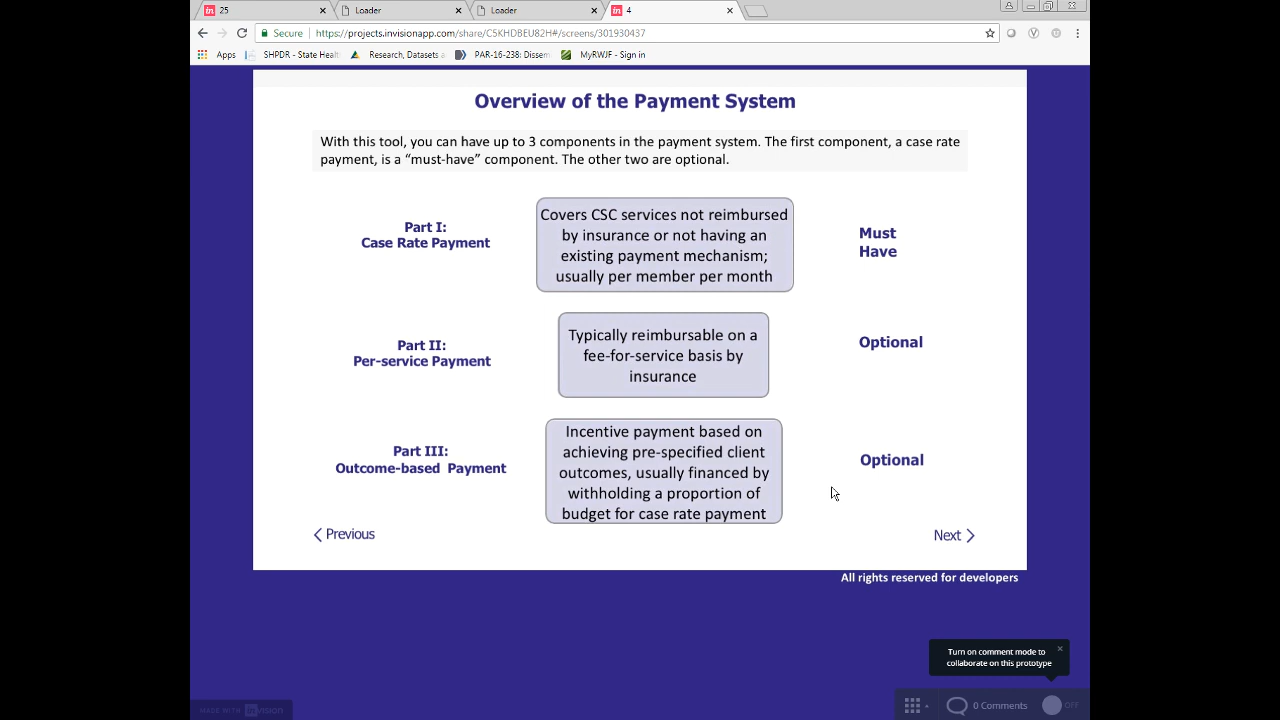 25
Loader
Loader
4
Secure
https://projects.invisionapp.com/share/C5KHDBEU82H#/screens/301930437
Apps
SHPDR - State Healt
Research, Datasets a
PAR-16-238: Dissem
MyRWJF - Sign in
Overview of the Payment System
With this tool, you can have up to 3 components in the payment system. The first component, a case rate
payment, is a “must-have” component. The other two are optional.
Part I:
Case Rate Payment
Covers CSC services not reimbursed
by insurance or not having an
existing payment mechanism;
usually per member per month
Must
Have
Part II:
Per-service Payment
Typically reimbursable on a
fee-for-service basis by
insurance
Optional
Part III:
Outcome-based Payment
Incentive payment based on
achieving pre-specified client
outcomes, usually financed by
withholding a proportion of
budget for case rate payment
Optional
Previous
Next
All rights reserved for developers
Turn on comment mode to
collaborate on this prototype
MADE WITH invision
0 Comments
OFF